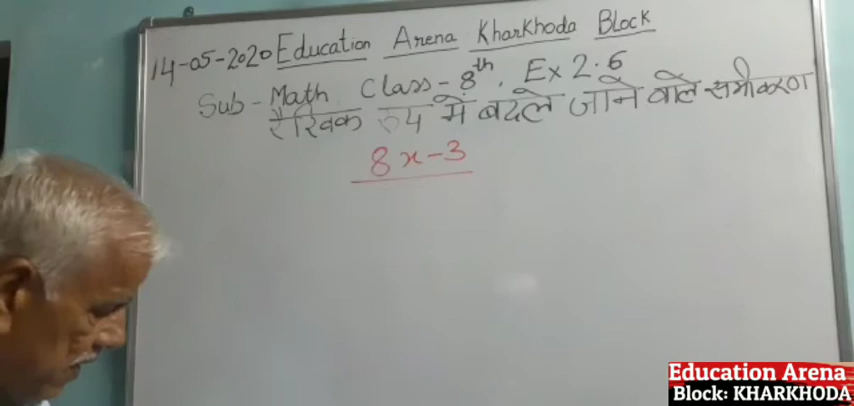 14-05-2020 Education Arena Kharkhoda Block
Sub - Math Class - 8th, Ex 2.6
रैखिक रूप में बदले जाने वाले समीकरण
8x-3
Education Arena
Block: KHARKHODA